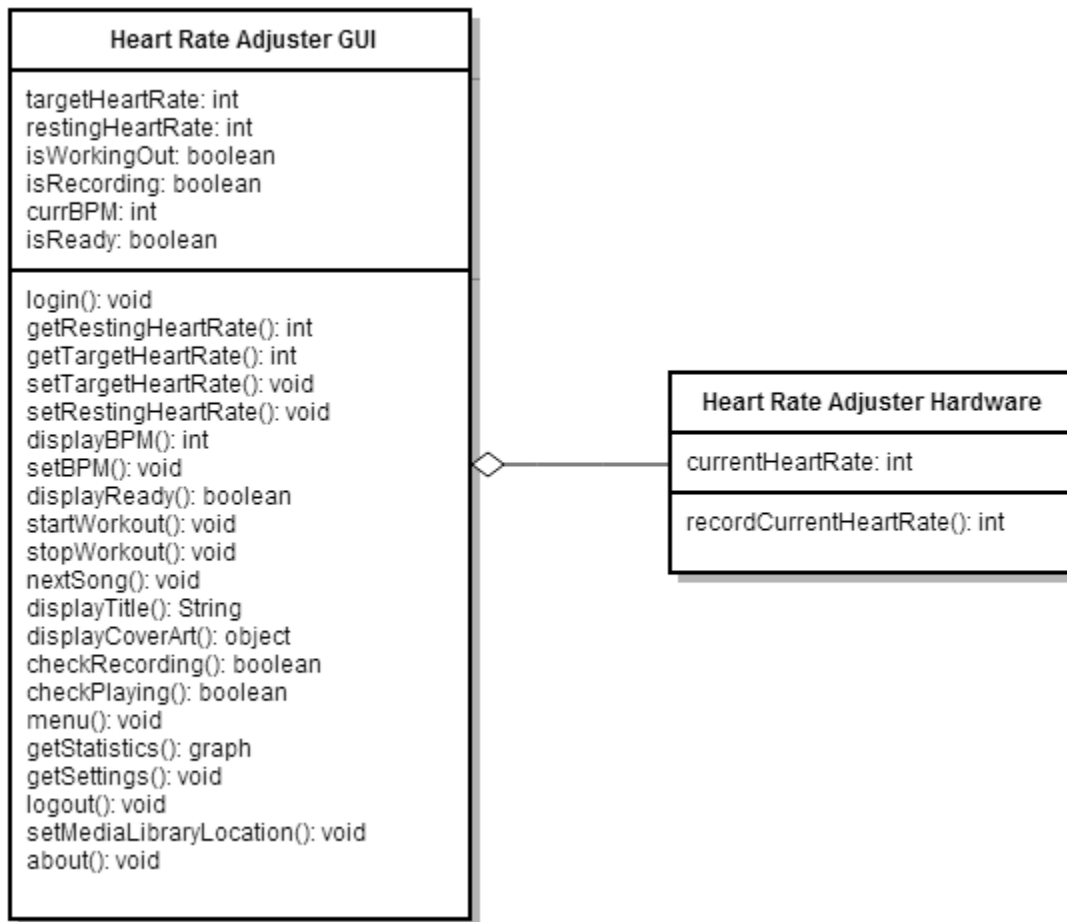 Heart Rate Adjuster GUI
targetHeartRate: int
restingHeartRate: int
isWorkingOut: boolean
isRecording: boolean
currBPM: int
isReady: boolean
login(): void
getRestingHeartRate(): int
getTargetHeartRate(): int
setTargetHeartRate(): void
setRestingHeartRate(): void
displayBPM(): int
setBPM(): void
displayReady(): boolean
startWorkout(): void
stopWorkout(): void
nextSong(): void
displayTitle(): String
displayCoverArt(): object
checkRecording(): boolean
checkPlaying(): boolean
menu(): void
getStatistics(): graph
getSettings(): void
logout(): void
setMediaLibraryLocation(): void
about(): void
Heart Rate Adjuster Hardware
currentHeartRate: int
recordCurrentHeartRate(): int